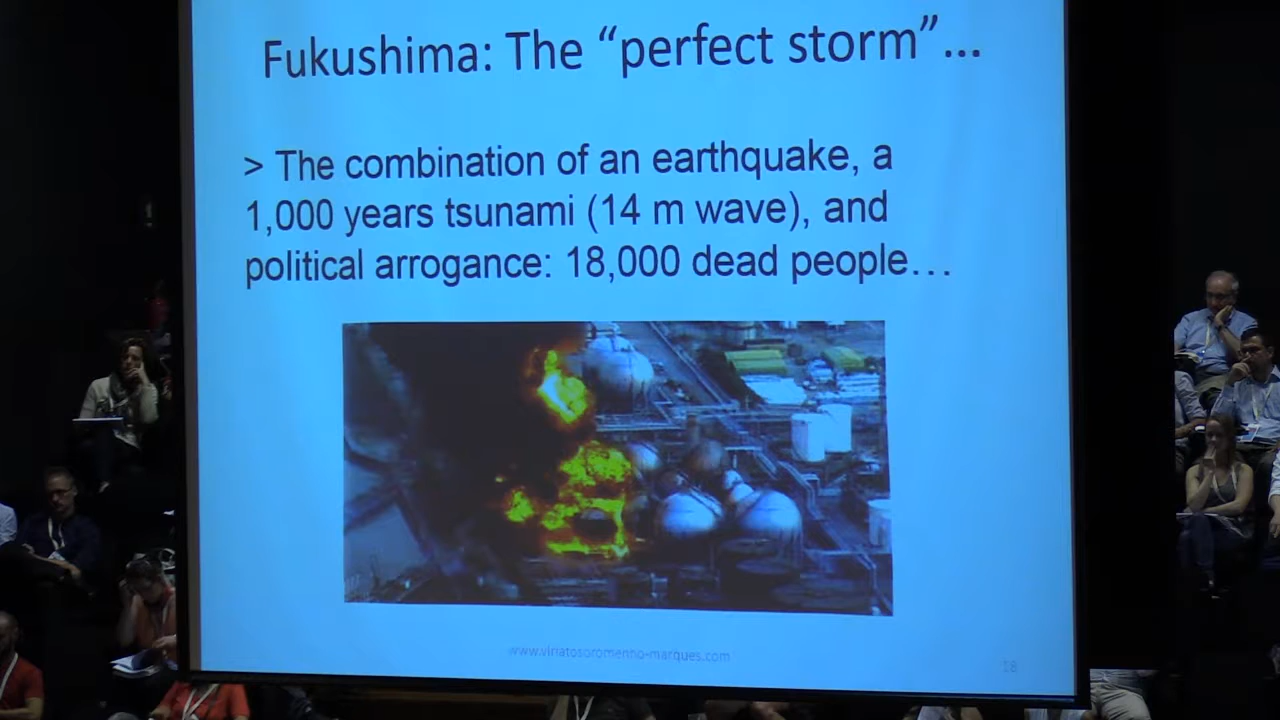 Fukushima: The “perfect storm”...
> The combination of an earthquake, a
1,000 years tsunami (14 m wave), and
political arrogance: 18,000 dead people…
www.viriatosoromenho-marques.com
18